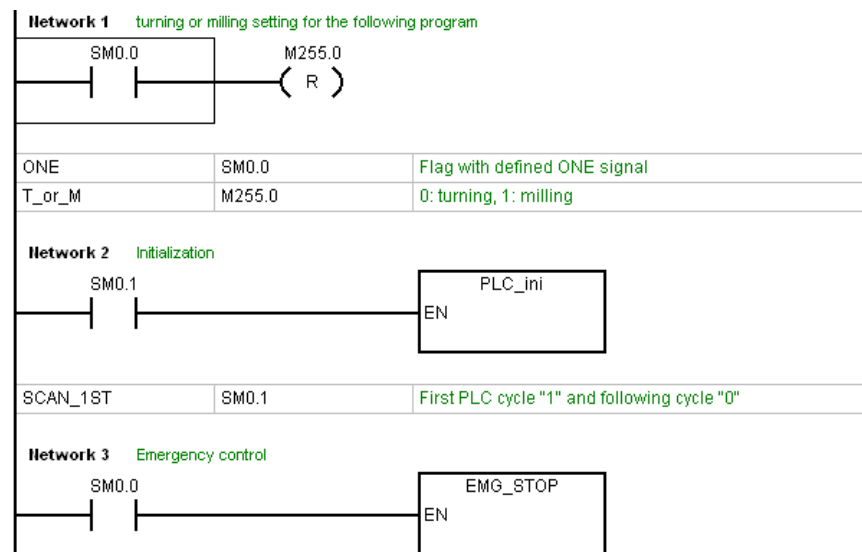 Network 1 turning or milling setting for the following program
SM0.0 M255.0
R
ONE SM0.0 Flag with defined ONE signal
T_or_M M255.0 0: turning, 1: milling
Network 2 Initialization
SM0.1 PLC_ini
EN
SCAN_1ST SM0.1 First PLC cycle "1" and following cycle "0"
Network 3 Emergency control
SM0.0 EMG_STOP
EN